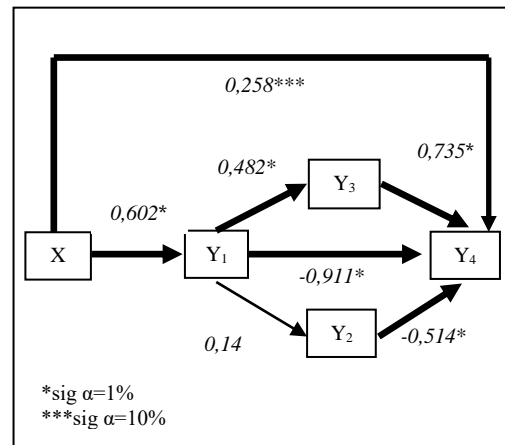 0,258***
0,482*
Y₃
0,735*
0,602*
X
Y₁
-0,911*
Y₄
0,14
Y₂
-0,514*
*sig α=1%
***sig α=10%